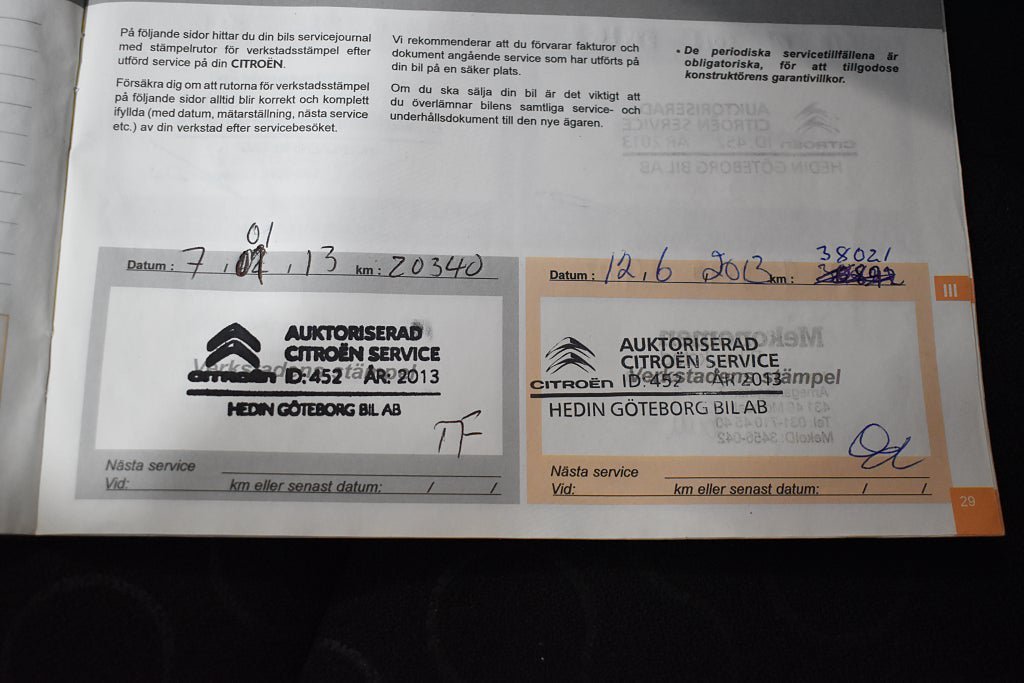 På följande sidor hittar du din bils servicejournal
med stämpelrutor för verkstadsstämpel efter
utförd service på din CITROËN.
Försäkra dig om att rutorna för verkstadsstämpel
på följande sidor alltid blir korrekt och komplett
ifyllda (med datum, mätarställning, nästa service
etc.) av din verkstad efter servicebesöket.
Vi rekommenderar att du förvarar fakturor och
dokument angående service som har utförts på
din bil på en säker plats.
Om du ska sälja din bil är det viktigt att
du överlämnar bilens samtliga service- och
underhållsdokument till den nye ägaren.
• De periodiska servicetillfällena är
obligatoriska, för att tillgodose
konstruktörens garantivillkor.
01
Datum : 7 . . 13 km : 20340
AUKTORISERAD
CITROËN SERVICE
Verkstadens stämpel
CITROËN ID: 452 ÅR: 2013
HEDIN GÖTEBORG BIL AB
TF
Nästa service
Vid: km eller senast datum: / /
38021
Datum : 12.6 2013 km :
AUKTORISERAD
CITROËN SERVICE
Verkstadens stämpel
CITROËN ID: 452 ÅR 2013
HEDIN GÖTEBORG BIL AB
Nästa service
Vid: km eller senast datum: / /
III
29